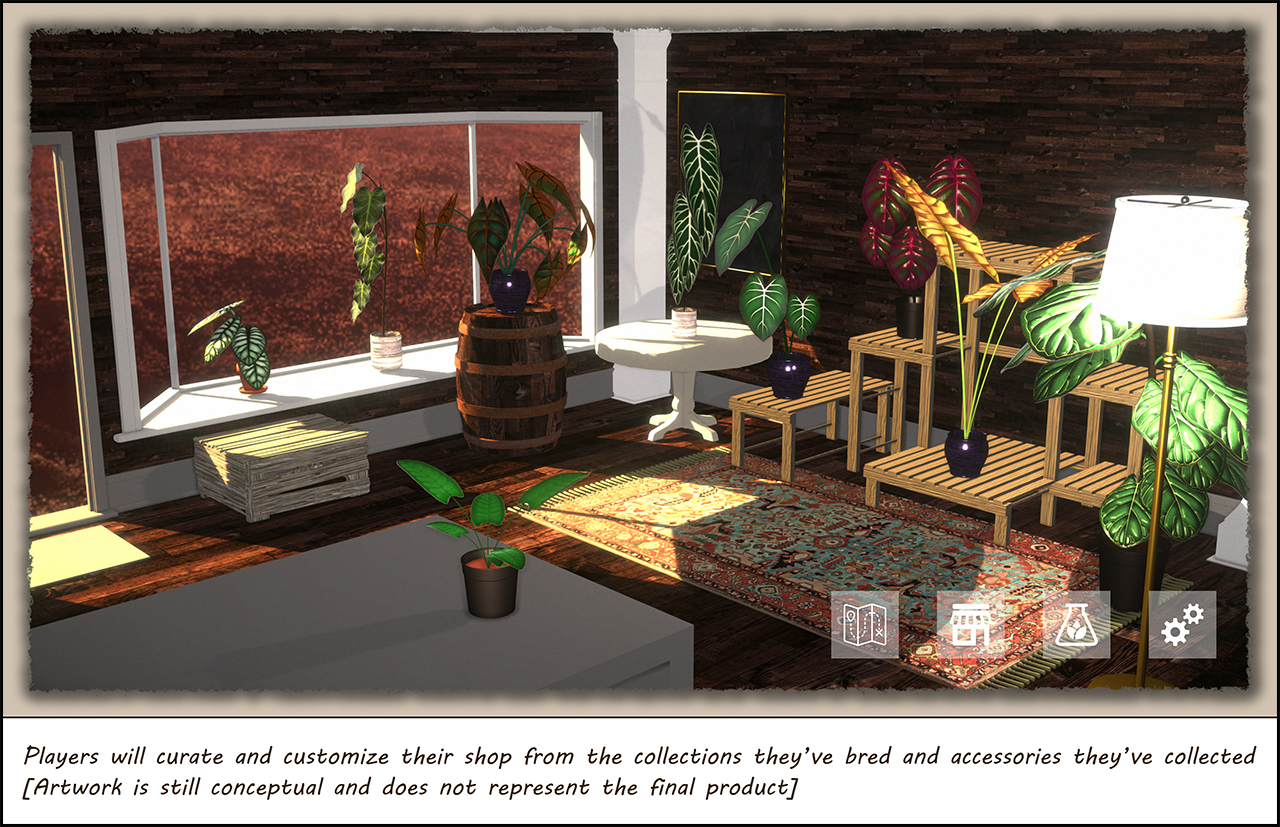 Players will curate and customize their shop from the collections they've bred and accessories they've collected
[Artwork is still conceptual and does not represent the final product]